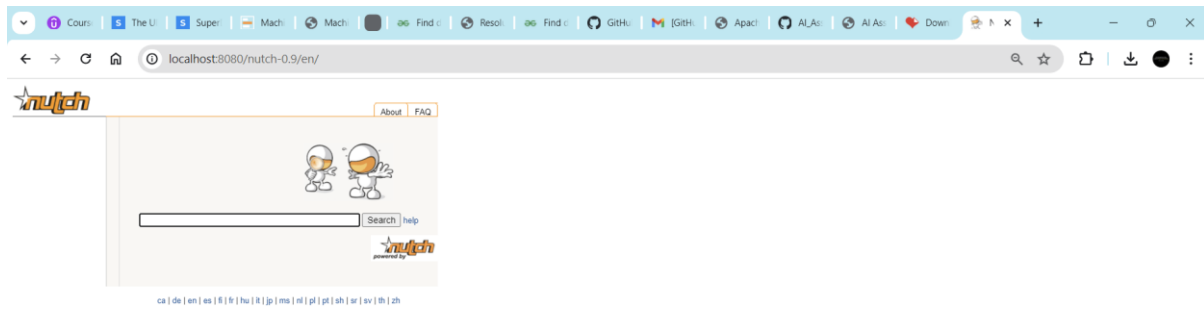 Course
The U
Super
Mach
Mach
Find c
Resol
Find c
GitHu
[GitHu
Apach
AI_As
AI Ass
Down
localhost:8080/nutch-0.9/en/
nutch
About FAQ
Search help
nutch
powered by
ca | de | en | es | fi | fr | hu | it | jp | ms | nl | pl | pt | sh | sr | sv | th | zh